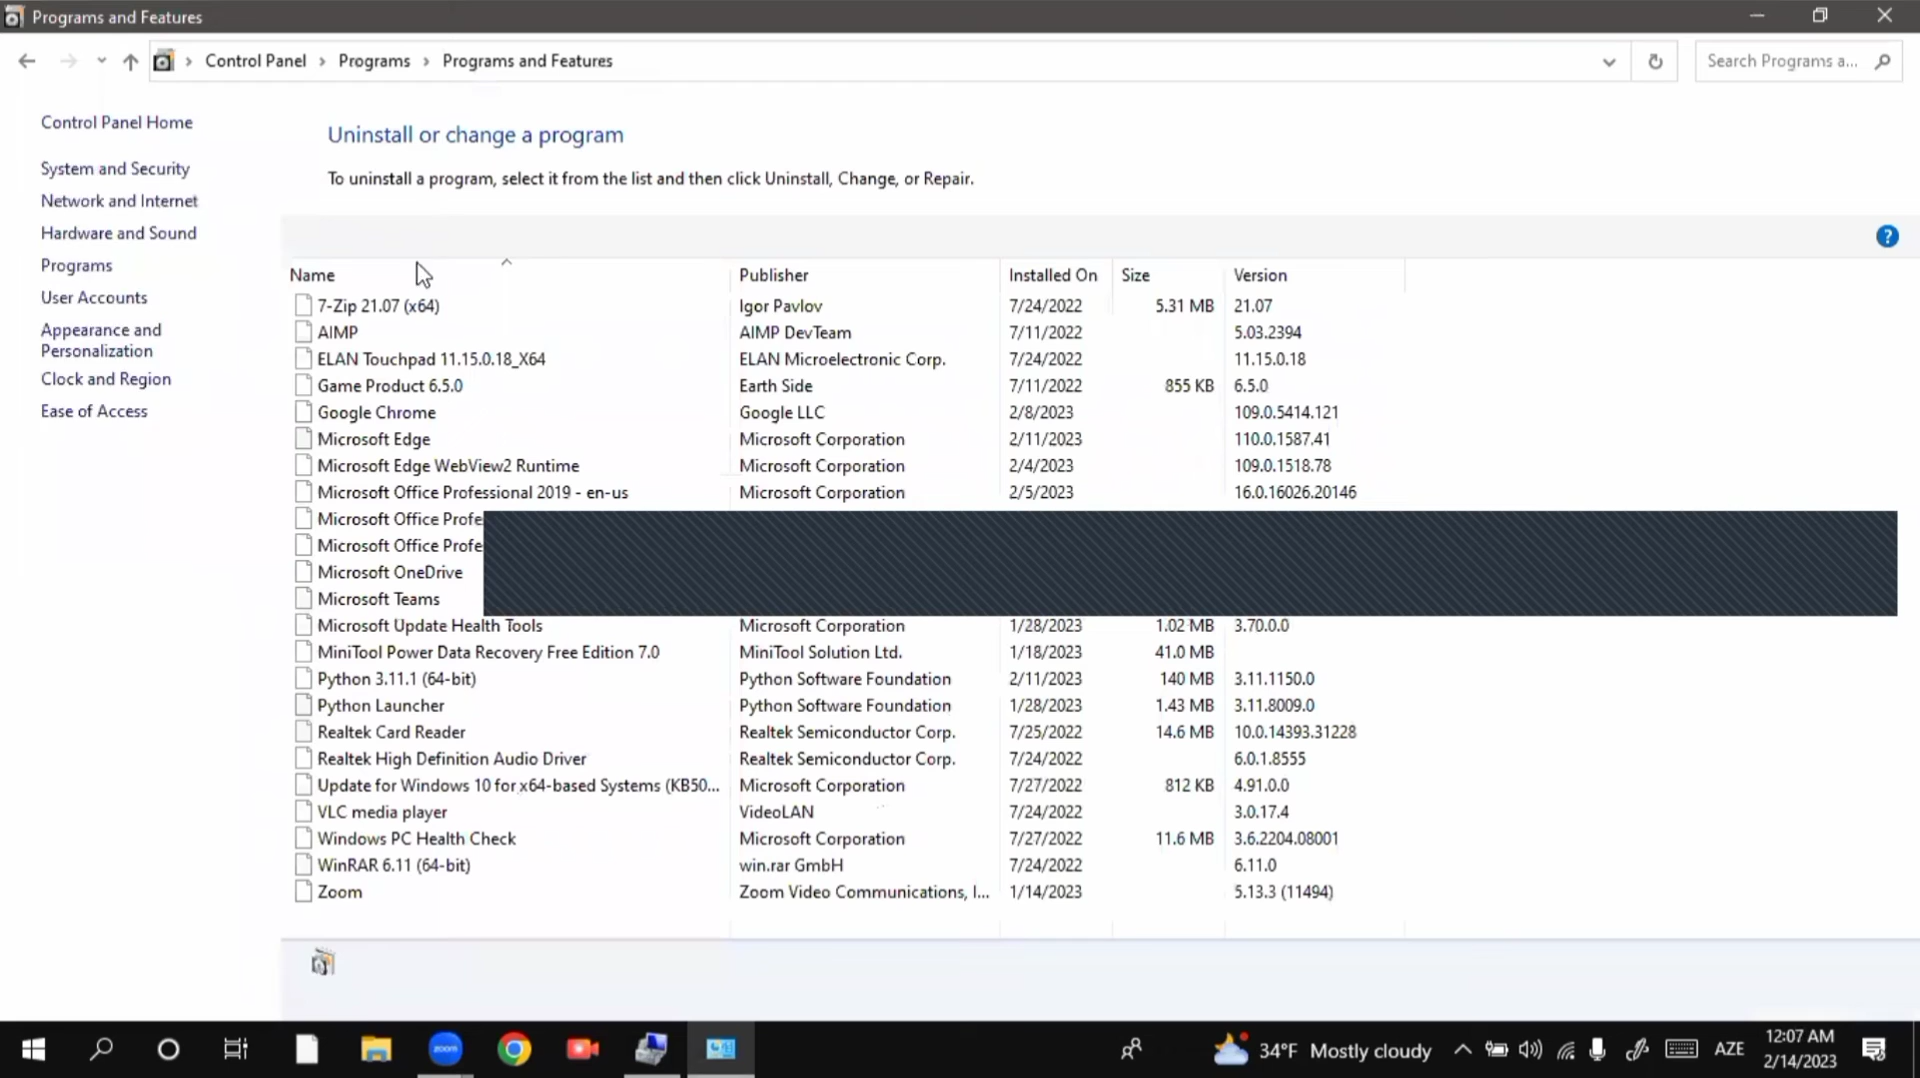 Programs and Features
Control Panel › Programs › Programs and Features
Search Programs a...
Control Panel Home
System and Security
Network and Internet
Hardware and Sound
Programs
User Accounts
Appearance and
Personalization
Clock and Region
Ease of Access
Uninstall or change a program
To uninstall a program, select it from the list and then click Uninstall, Change, or Repair.
Name Publisher Installed On Size Version
7-Zip 21.07 (x64) Igor Pavlov 7/24/2022 5.31 MB 21.07
AIMP AIMP DevTeam 7/11/2022 5.03.2394
ELAN Touchpad 11.15.0.18_X64 ELAN Microelectronic Corp. 7/24/2022 11.15.0.18
Game Product 6.5.0 Earth Side 7/11/2022 855 KB 6.5.0
Google Chrome Google LLC 2/8/2023 109.0.5414.121
Microsoft Edge Microsoft Corporation 2/11/2023 110.0.1587.41
Microsoft Edge WebView2 Runtime Microsoft Corporation 2/4/2023 109.0.1518.78
Microsoft Office Professional 2019 - en-us Microsoft Corporation 2/5/2023 16.0.16026.20146
Microsoft Office Profe
Microsoft Office Profe
Microsoft OneDrive
Microsoft Teams
Microsoft Update Health Tools Microsoft Corporation 1/28/2023 1.02 MB 3.70.0.0
MiniTool Power Data Recovery Free Edition 7.0 MiniTool Solution Ltd. 1/18/2023 41.0 MB
Python 3.11.1 (64-bit) Python Software Foundation 2/11/2023 140 MB 3.11.1150.0
Python Launcher Python Software Foundation 1/28/2023 1.43 MB 3.11.8009.0
Realtek Card Reader Realtek Semiconductor Corp. 7/25/2022 14.6 MB 10.0.14393.31228
Realtek High Definition Audio Driver Realtek Semiconductor Corp. 7/24/2022 6.0.1.8555
Update for Windows 10 for x64-based Systems (KB50... Microsoft Corporation 7/27/2022 812 KB 4.91.0.0
VLC media player VideoLAN 7/24/2022 3.0.17.4
Windows PC Health Check Microsoft Corporation 7/27/2022 11.6 MB 3.6.2204.08001
WinRAR 6.11 (64-bit) win.rar GmbH 7/24/2022 6.11.0
Zoom Zoom Video Communications, I... 1/14/2023 5.13.3 (11494)
zoom
34°F Mostly cloudy
AZE
12:07 AM
2/14/2023